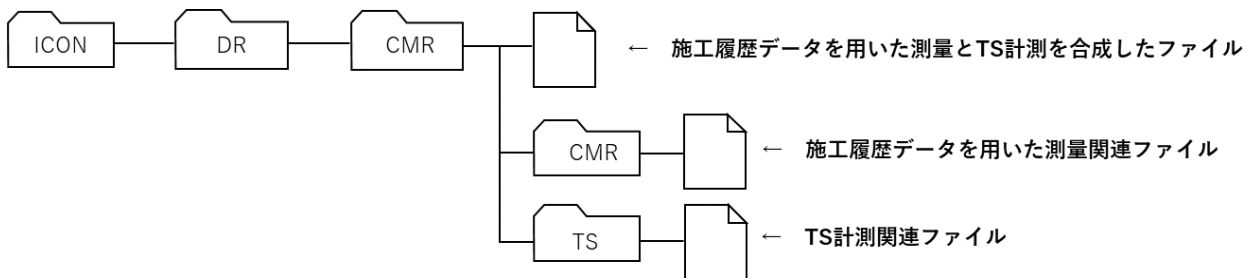 ICON
DR
CMR
← 施工履歴データを用いた測量とTS計測を合成したファイル
CMR
← 施工履歴データを用いた測量関連ファイル
TS
← TS計測関連ファイル